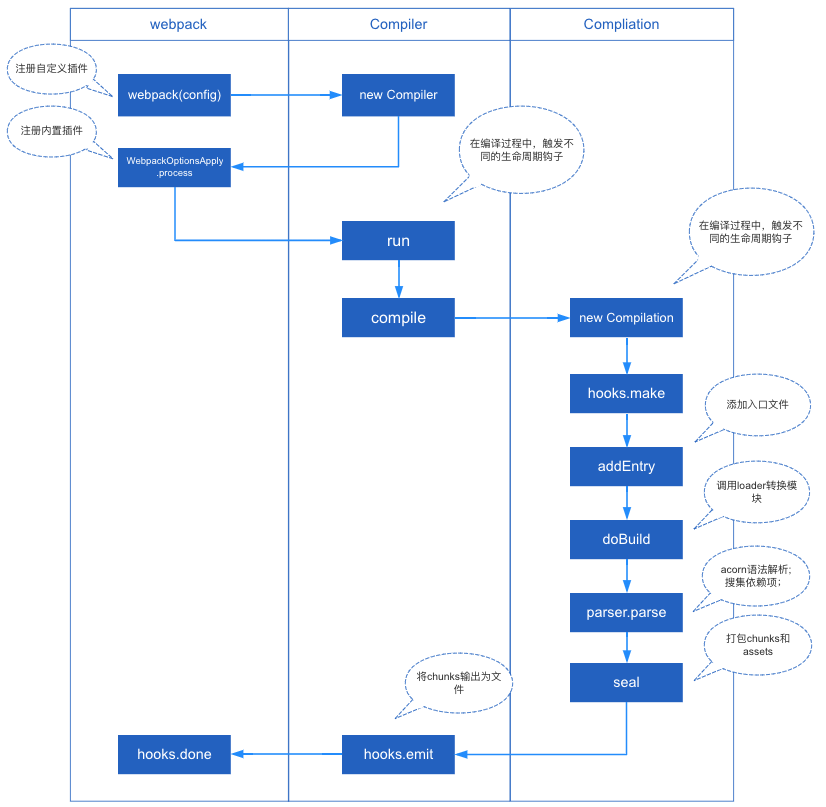 webpack
Compiler
Compliation
注册自定义插件
webpack(config)
new Compiler
注册内置插件
WebpackOptionsApply
.process
在编译过程中，触发不
同的生命周期钩子
run
在编译过程中，触发不
同的生命周期钩子
compile
new Compilation
hooks.make
添加入口文件
addEntry
调用loader转换模
块
doBuild
acorn语法解析;
搜集依赖项；
parser.parse
打包chunks和
assets
seal
将chunks输出为文
件
hooks.done
hooks.emit